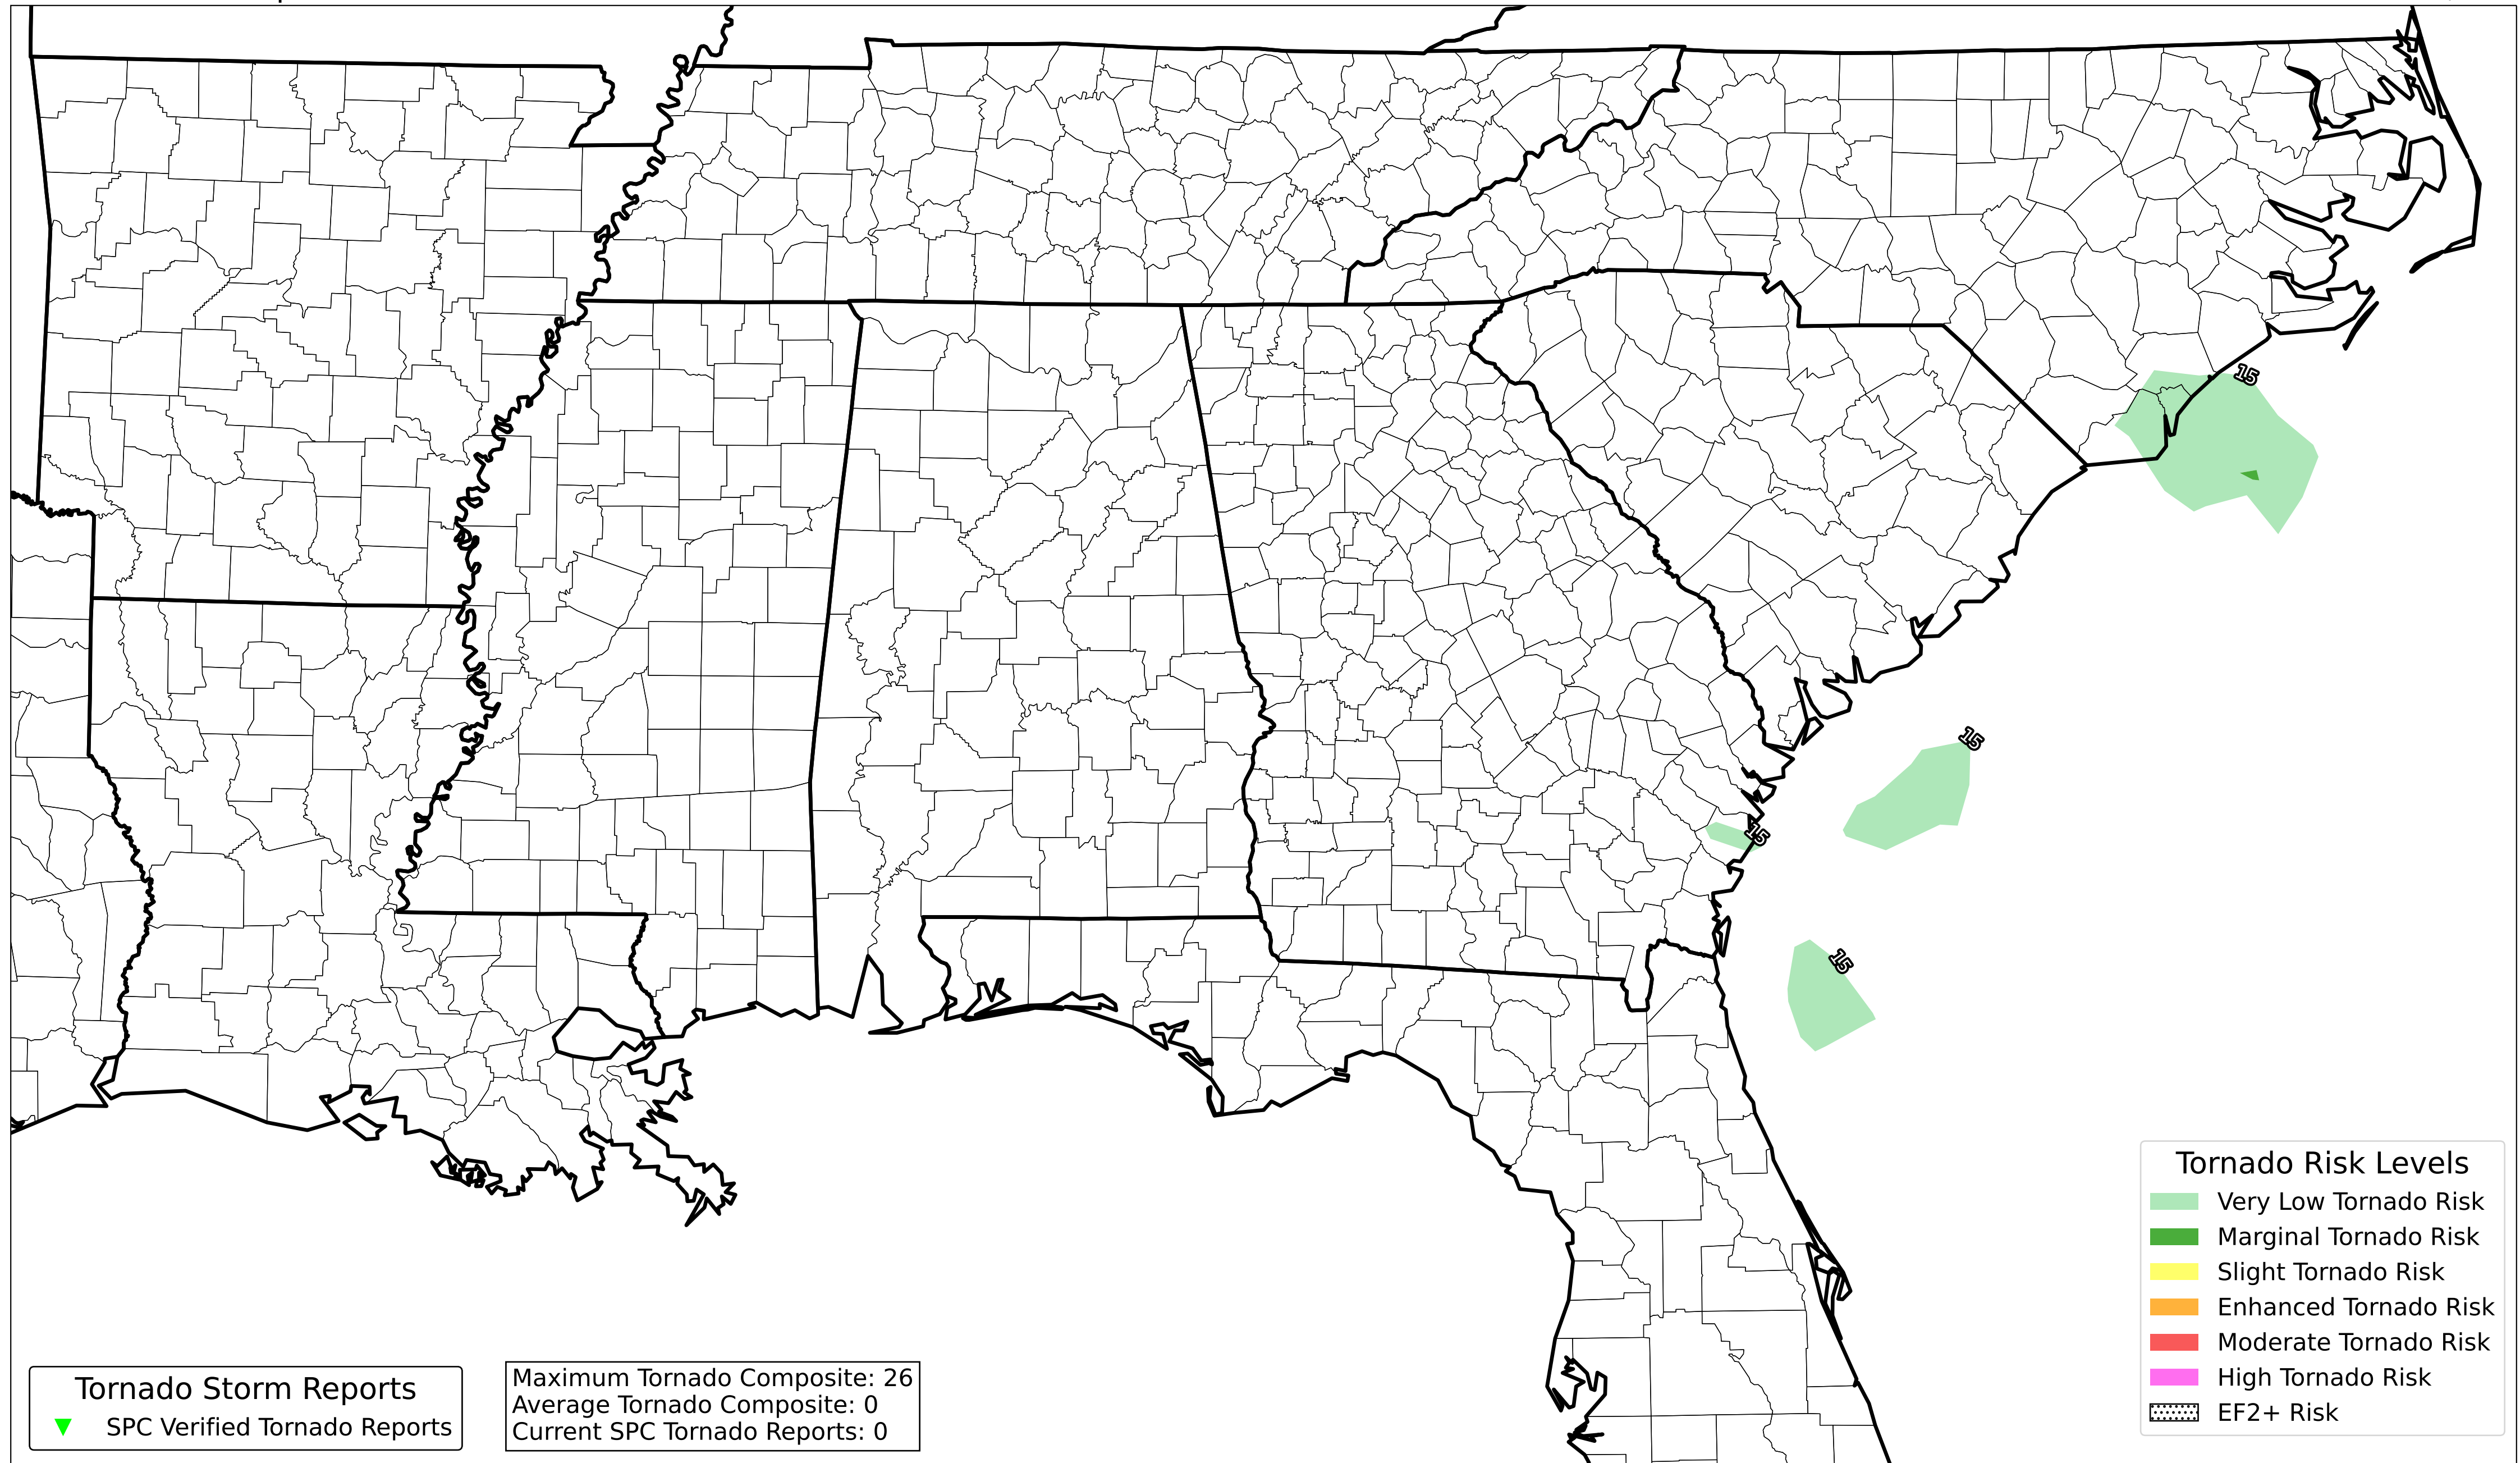 15
15
15
15
Tornado Risk Levels
Very Low Tornado Risk
Marginal Tornado Risk
Slight Tornado Risk
Enhanced Tornado Risk
Moderate Tornado Risk
High Tornado Risk
EF2+ Risk
Tornado Storm Reports
SPC Verified Tornado Reports
Maximum Tornado Composite: 26
Average Tornado Composite: 0
Current SPC Tornado Reports: 0